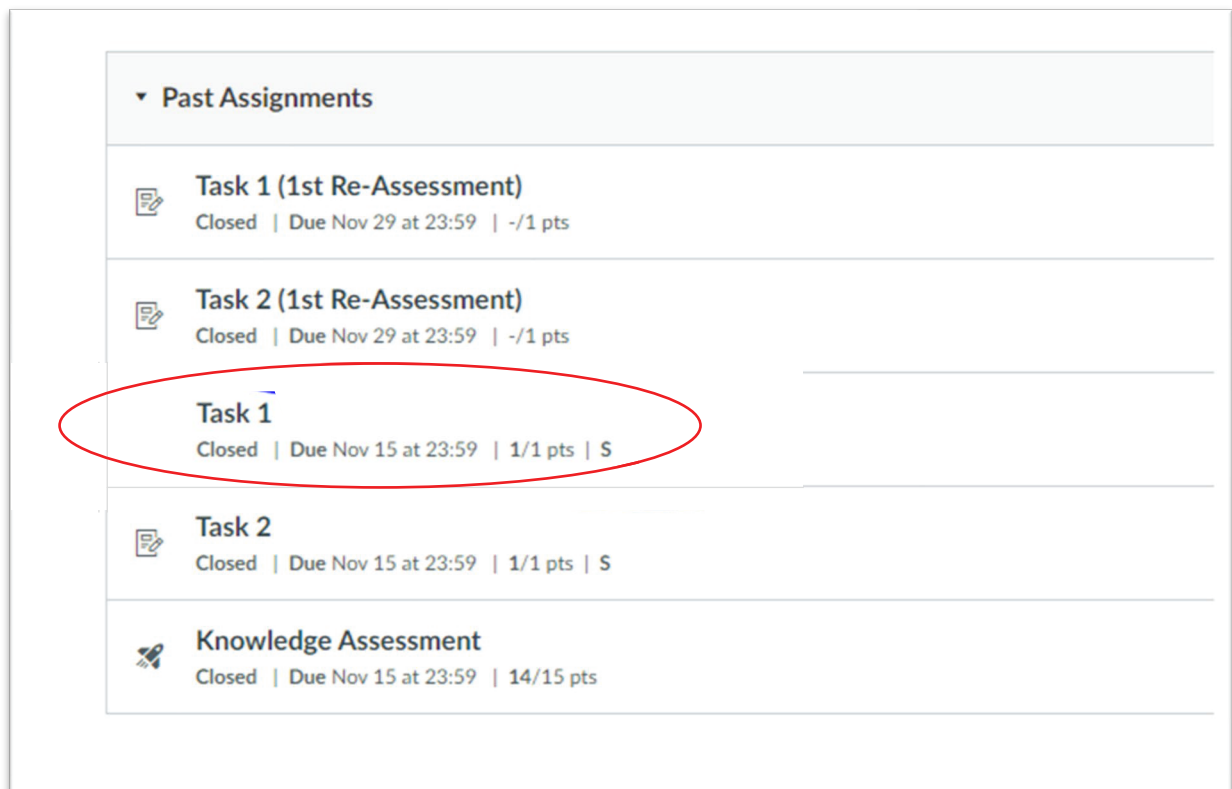 Past Assignments
Task 1 (1st Re-Assessment)
Closed | Due Nov 29 at 23:59 | -/1 pts
Task 2 (1st Re-Assessment)
Closed | Due Nov 29 at 23:59 | -/1 pts
Task 1
Closed | Due Nov 15 at 23:59 | 1/1 pts | S
Task 2
Closed | Due Nov 15 at 23:59 | 1/1 pts | S
Knowledge Assessment
Closed | Due Nov 15 at 23:59 | 14/15 pts